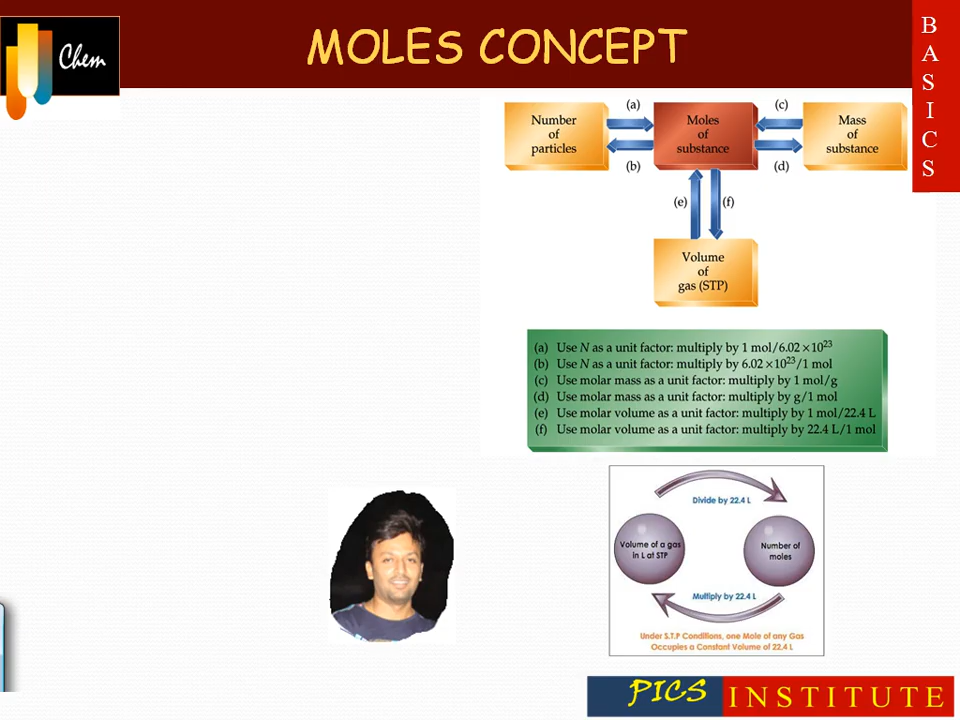 Chem
MOLES CONCEPT
B
A
S
I
C
S
(a)
(c)
Number
of
particles
Moles
of
substance
Mass
of
substance
(b)
(d)
(e)
(f)
Volume
of
gas (STP)
(a) Use N as a unit factor: multiply by 1 mol/6.02 × 10²³
(b) Use N as a unit factor: multiply by 6.02 × 10²³/1 mol
(c) Use molar mass as a unit factor: multiply by 1 mol/g
(d) Use molar mass as a unit factor: multiply by g/1 mol
(e) Use molar volume as a unit factor: multiply by 1 mol/22.4 L
(f) Use molar volume as a unit factor: multiply by 22.4 L/1 mol
Divide by 22.4 L
Volume of a gas
in L at STP
Number of
moles
Multiply by 22.4 L
Under S.T.P Conditions, one Mole of any Gas
Occupies a Constant Volume of 22.4 L
PICS INSTITUTE